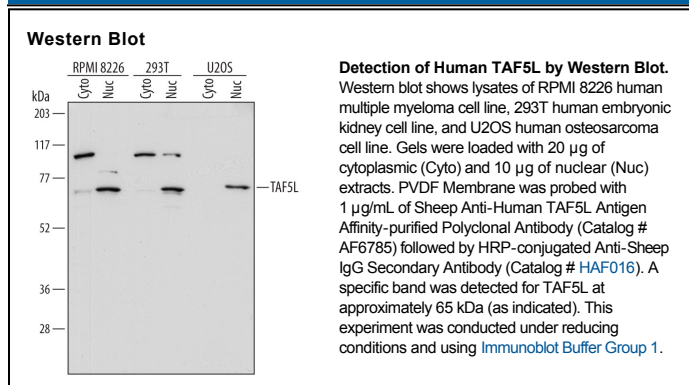 Western Blot
RPMI 8226 293T U2OS
Cyto Nuc Cyto Nuc Cyto Nuc
kDa
203
117
77
TAF5L
52
36
28
Detection of Human TAF5L by Western Blot.
Western blot shows lysates of RPMI 8226 human
multiple myeloma cell line, 293T human embryonic
kidney cell line, and U2OS human osteosarcoma
cell line. Gels were loaded with 20 µg of
cytoplasmic (Cyto) and 10 µg of nuclear (Nuc)
extracts. PVDF Membrane was probed with
1 µg/mL of Sheep Anti-Human TAF5L Antigen
Affinity-purified Polyclonal Antibody (Catalog #
AF6785) followed by HRP-conjugated Anti-Sheep
IgG Secondary Antibody (Catalog # HAF016). A
specific band was detected for TAF5L at
approximately 65 kDa (as indicated). This
experiment was conducted under reducing
conditions and using Immunoblot Buffer Group 1.